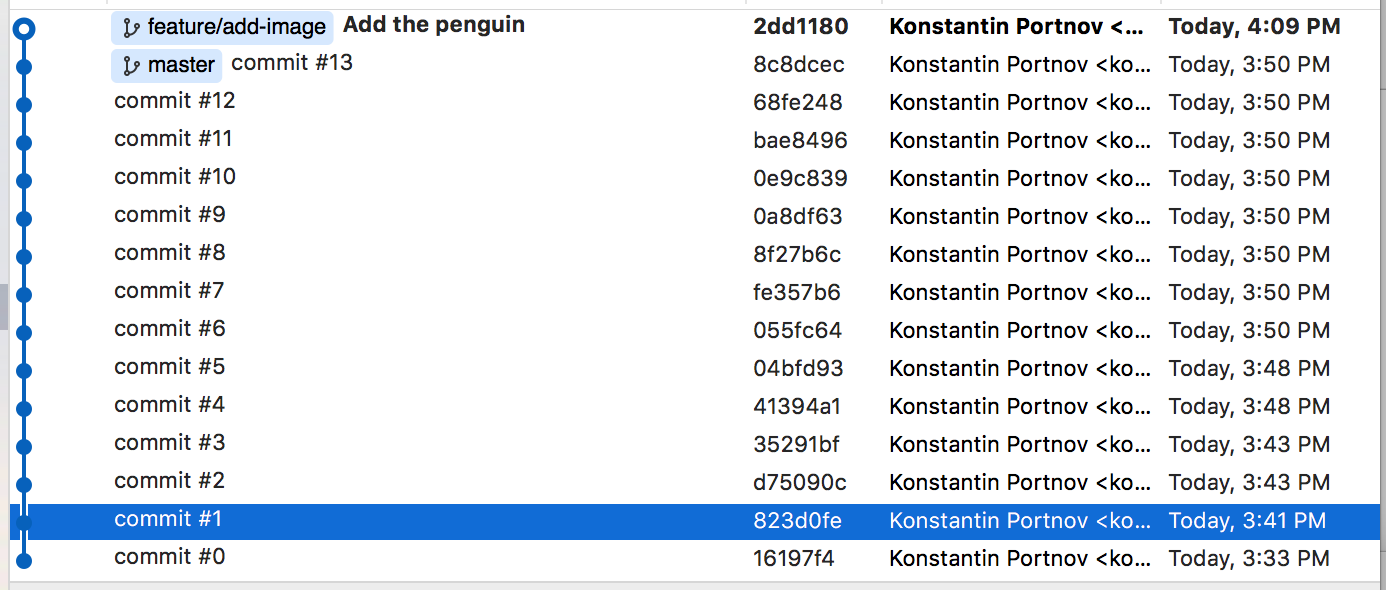 feature/add-image Add the penguin 2dd1180 Konstantin Portnov <... Today, 4:09 PM
master commit #13 8c8dcec Konstantin Portnov <ko... Today, 3:50 PM
commit #12 68fe248 Konstantin Portnov <ko... Today, 3:50 PM
commit #11 bae8496 Konstantin Portnov <ko... Today, 3:50 PM
commit #10 0e9c839 Konstantin Portnov <ko... Today, 3:50 PM
commit #9 0a8df63 Konstantin Portnov <ko... Today, 3:50 PM
commit #8 8f27b6c Konstantin Portnov <ko... Today, 3:50 PM
commit #7 fe357b6 Konstantin Portnov <ko... Today, 3:50 PM
commit #6 055fc64 Konstantin Portnov <ko... Today, 3:50 PM
commit #5 04bfd93 Konstantin Portnov <ko... Today, 3:48 PM
commit #4 41394a1 Konstantin Portnov <ko... Today, 3:48 PM
commit #3 35291bf Konstantin Portnov <ko... Today, 3:43 PM
commit #2 d75090c Konstantin Portnov <ko... Today, 3:43 PM
commit #1 823d0fe Konstantin Portnov <ko... Today, 3:41 PM
commit #0 16197f4 Konstantin Portnov <ko... Today, 3:33 PM